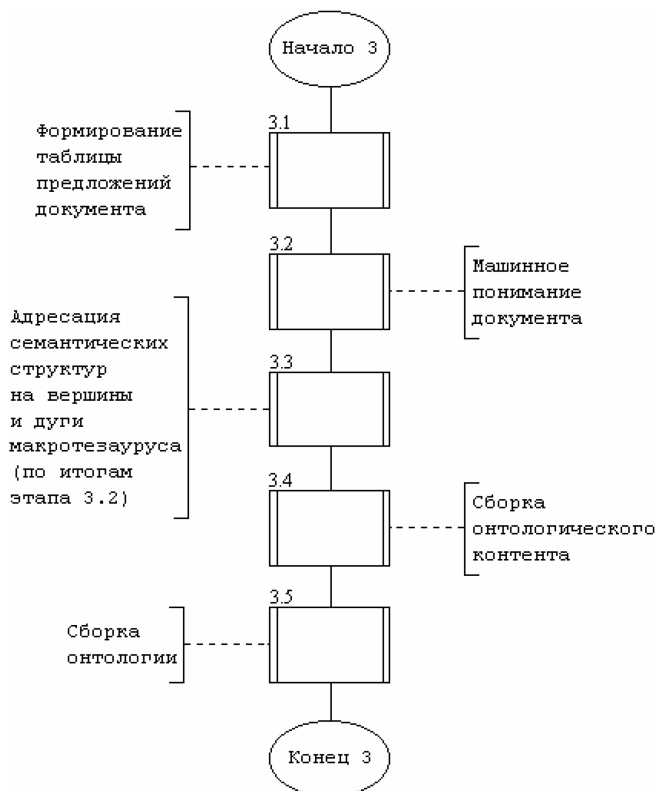 Начало 3
3.1
Формирование
таблицы
предложений
документа
3.2
Машинное
понимание
документа
Адресация
семантических
структур
на вершины
и дуги
макротезауруса
(по итогам
этапа 3.2)
3.3
3.4
Сборка
онтологического
контента
3.5
Сборка
онтологии
Конец 3